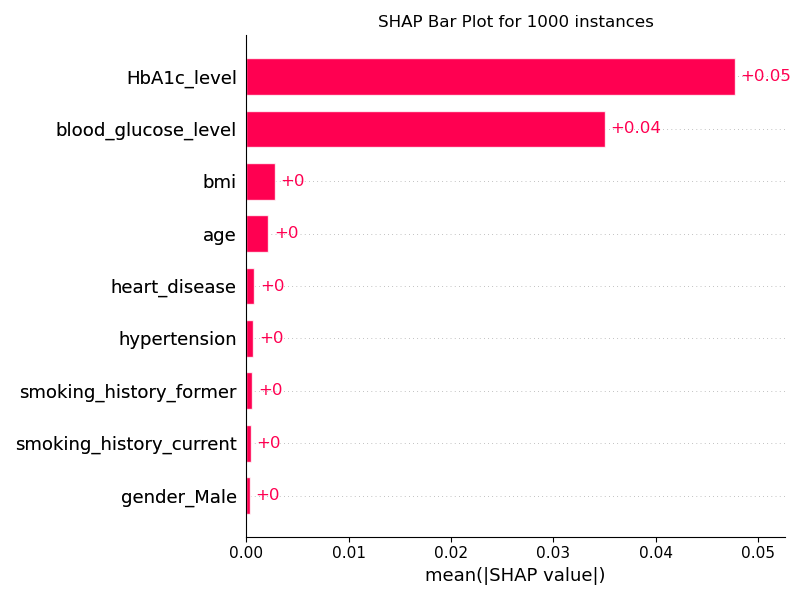 SHAP Bar Plot for 1000 instances
HbA1c_level +0.05
blood_glucose_level +0.04
bmi +0
age +0
heart_disease +0
hypertension +0
smoking_history_former +0
smoking_history_current +0
gender_Male +0
0.00 0.01 0.02 0.03 0.04 0.05
mean(|SHAP value|)